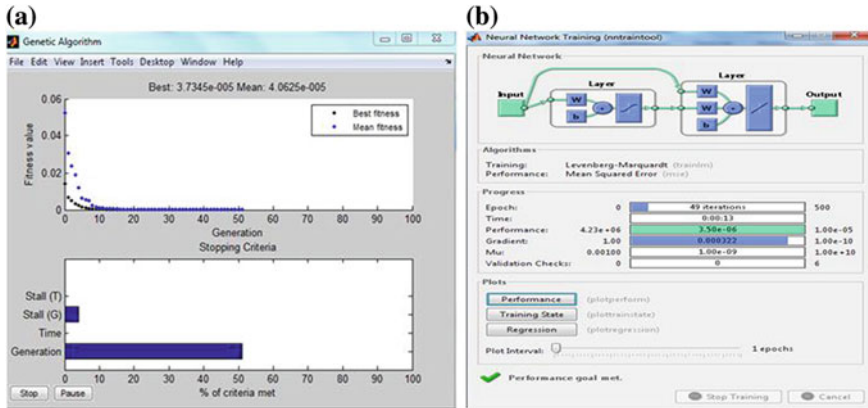 (a)
Genetic Algorithm
File Edit View Insert Tools Desktop Window Help
Best: 3.7345e-005 Mean: 4.0625e-005
0.06
0.04
0.02
0
Fitness value
Best fitness
Mean fitness
0 10 20 30 40 50 60 70 80 90 100
Generation
Stopping Criteria
Stall (T)
Stall (G)
Time
Generation
0 10 20 30 40 50 60 70 80 90 100
% of criteria met
Stop Pause
(b)
Neural Network Training (nntraintool)
Neural Network
Input
Layer
W
b
Layer
W
W
b
Output
Algorithms
Training: Levenberg-Marquardt (trainlm)
Performance: Mean Squared Error (mse)
Progress
Epoch: 0 49 iterations 500
Time: 0:00:13
Performance: 4.23e+06 3.50e-06 1.00e-05
Gradient: 1.00 0.000322 1.00e-10
Mu: 0.00100 1.00e-09 1.00e+10
Validation Checks: 0 0 6
Plots
Performance (plotperform)
Training State (plottrainstate)
Regression (plotregression)
Plot Interval: 1 epochs
Performance goal met.
Stop Training Cancel